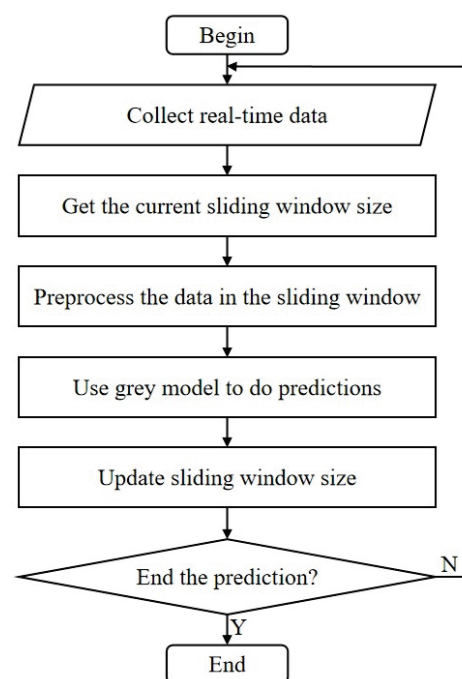 Begin
Collect real-time data
Get the current sliding window size
Preprocess the data in the sliding window
Use grey model to do predictions
Update sliding window size
End the prediction?
N
Y
End